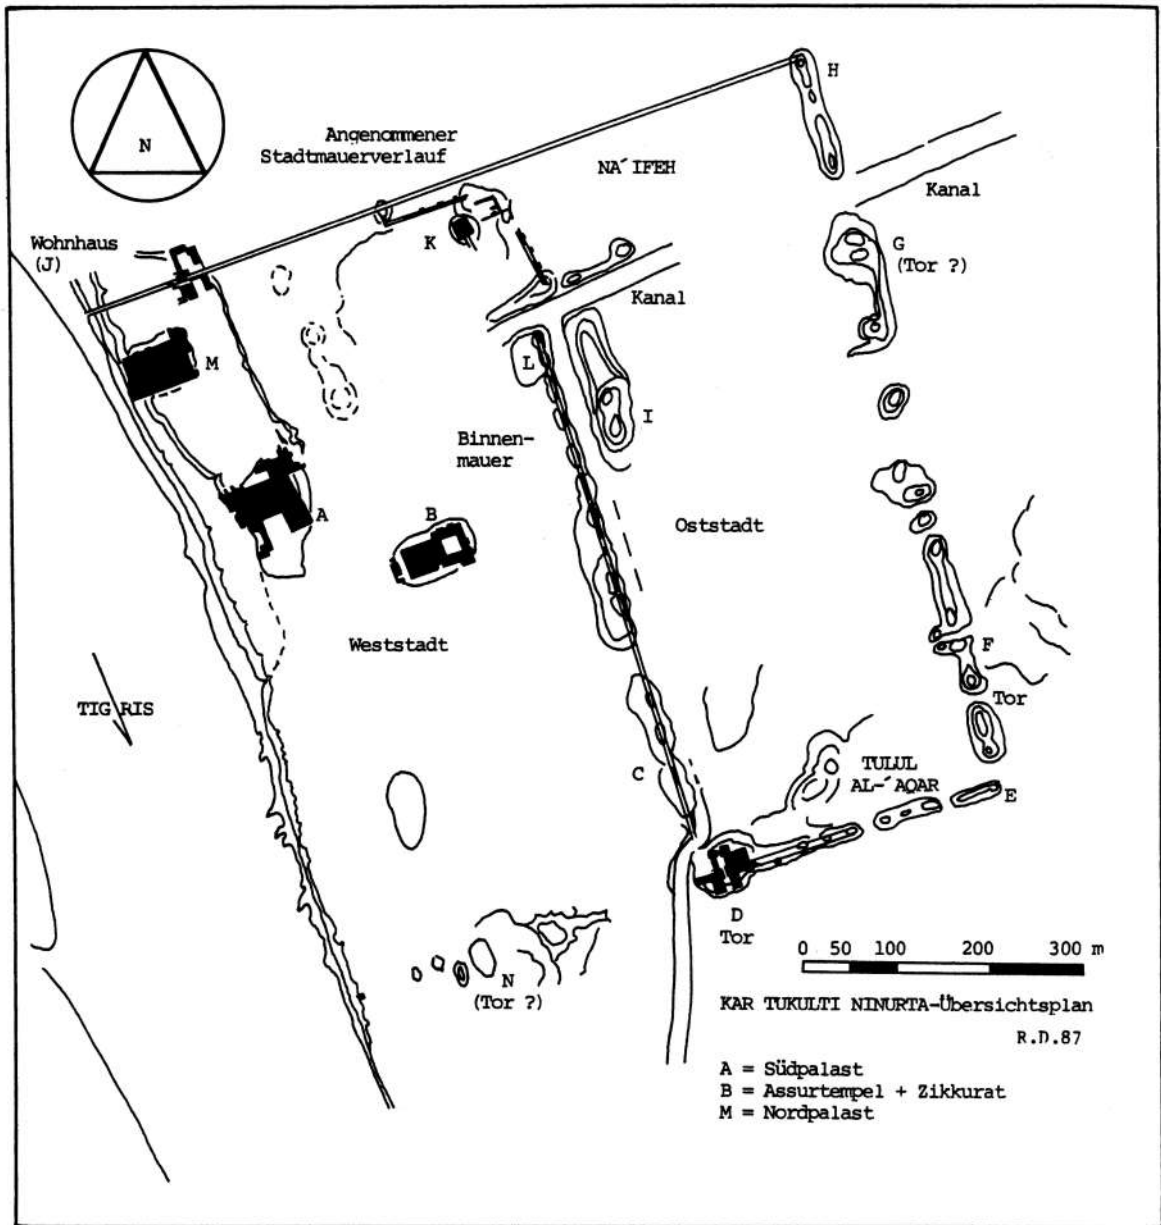 N
Angenommener
Stadtmauerverlauf
H
NA´IFEH
Kanal
Wohnhaus
(J)
K
G
(Tor ?)
Kanal
M
L
I
Binnen-
mauer
A
B
Oststadt
Weststadt
F
TIGRIS
Tor
C
TULUL
AL-´AQAR
E
D
Tor
N
(Tor ?)
0 50 100 200 300 m
KAR TUKULTI NINURTA-Übersichtsplan
R.D.87
A = Südpalast
B = Assurtempel + Zikkurat
M = Nordpalast